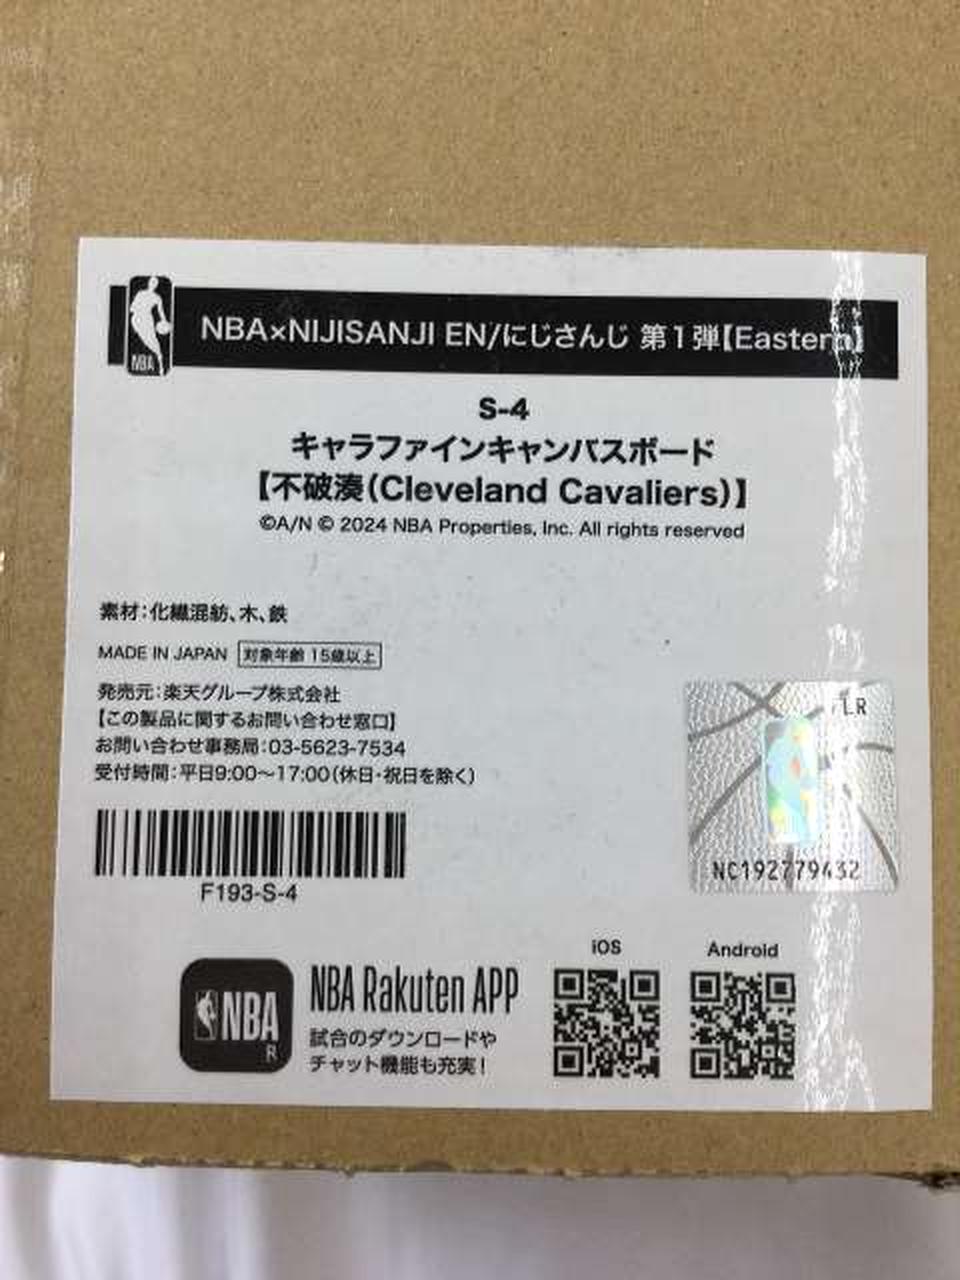 NBA
NBA×NIJISANJI EN/にじさんじ 第1弾【Eastern】
S-4
キャラファインキャンバスボード
【不破湊(Cleveland Cavaliers)】
©A/N © 2024 NBA Properties, Inc. All rights reserved
素材:化繊混紡、木、鉄
MADE IN JAPAN 対象年齢 15歳以上
発売元:楽天グループ株式会社
【この製品に関するお問い合わせ窓口】
お問い合わせ事務局:03-5623-7534
受付時間:平日9:00〜17:00(休日・祝日を除く)
F193-S-4
NC192779432
NBA
R
NBA Rakuten APP
試合のダウンロードや
チャット機能も充実!
iOS
Android